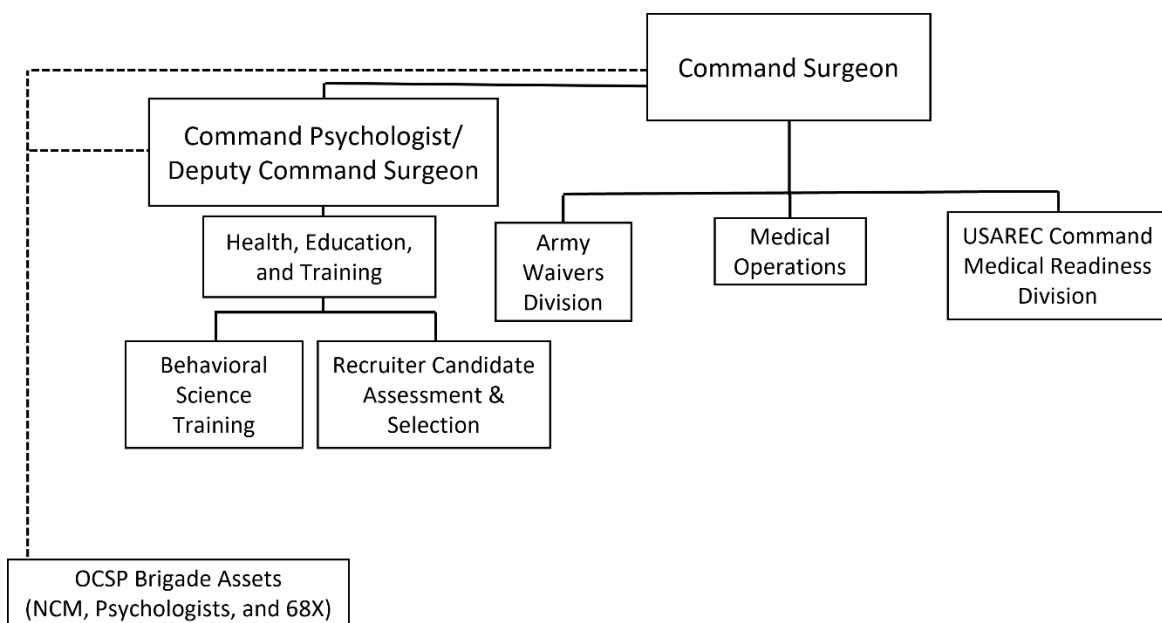 Command Surgeon
Command Psychologist/
Deputy Command Surgeon
Health, Education,
and Training
Army
Waivers
Division
Medical
Operations
USAREC Command
Medical Readiness
Division
Behavioral
Science
Training
Recruiter Candidate
Assessment &
Selection
OCSP Brigade Assets
(NCM, Psychologists, and 68X)